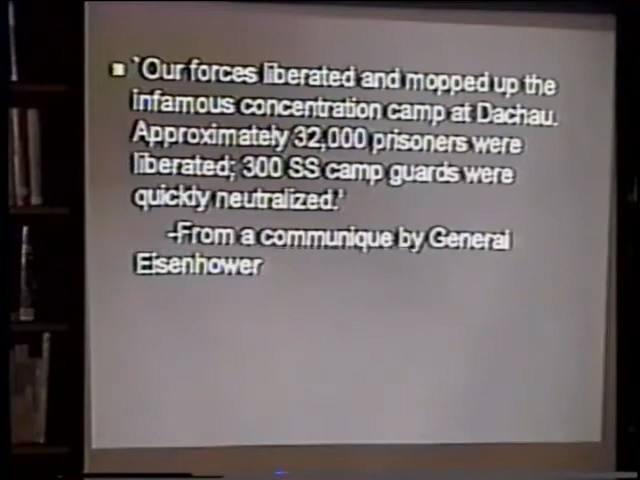 ▪ `Our forces liberated and mopped up the
infamous concentration camp at Dachau.
Approximately 32,000 prisoners were
liberated; 300 SS camp guards were
quickly neutralized.'
-From a communique by General
Eisenhower